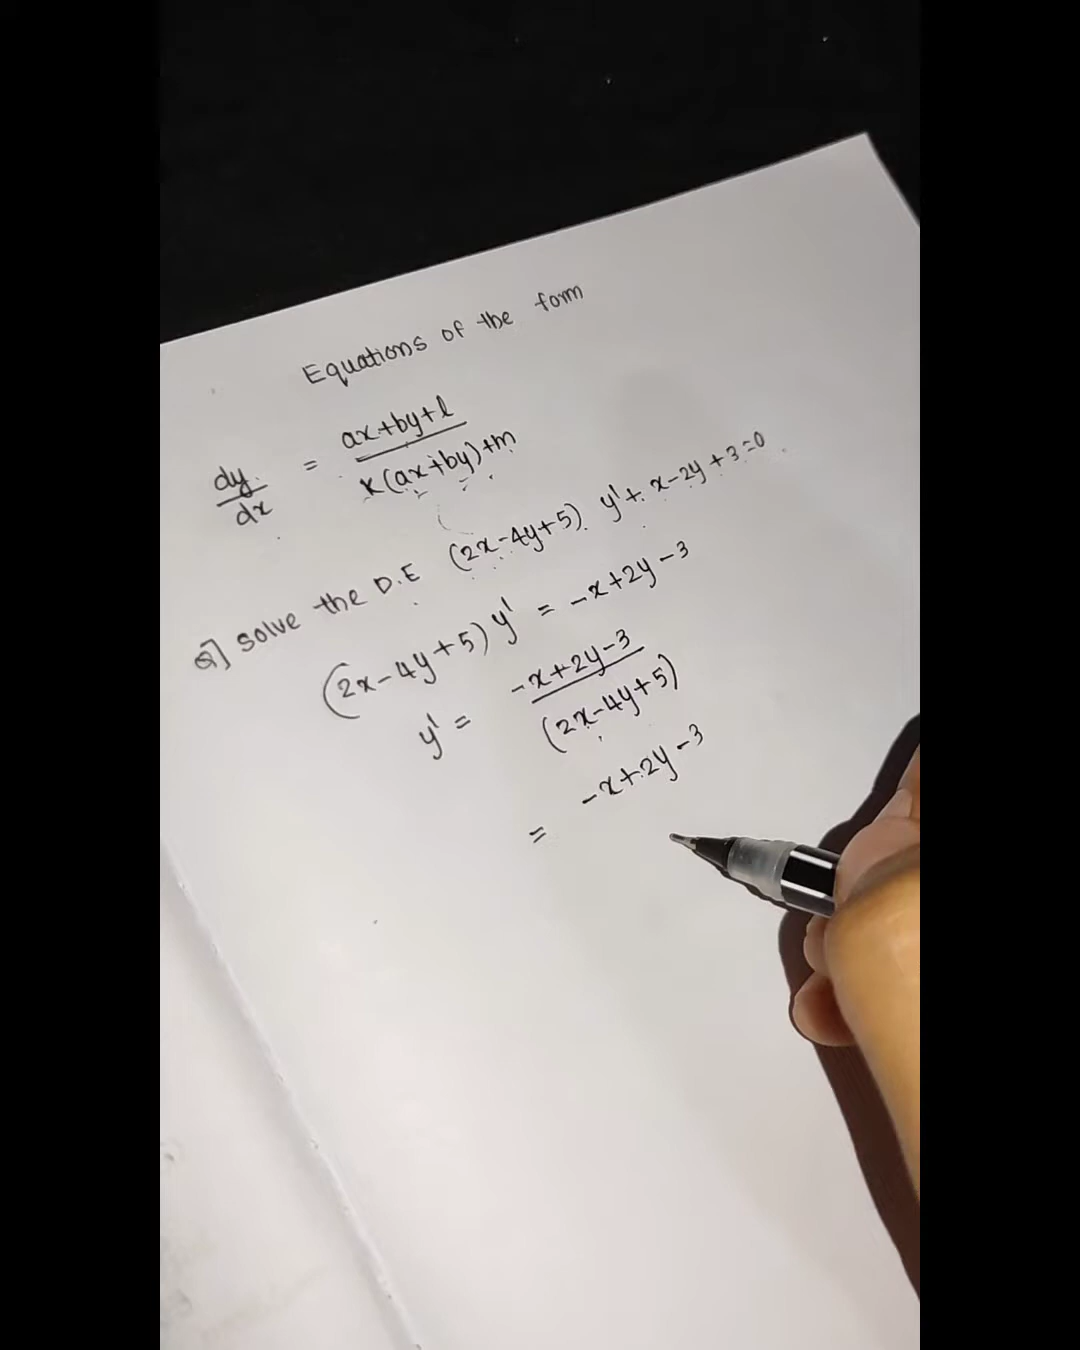 Equations of the form
dy/dx = ax+by+l / k(ax+by)+m
Q] Solve the D.E (2x-4y+5) y' + x-2y+3=0
(2x-4y+5) y' = -x+2y-3
y' = -x+2y-3 / (2x-4y+5)
= -x+2y-3